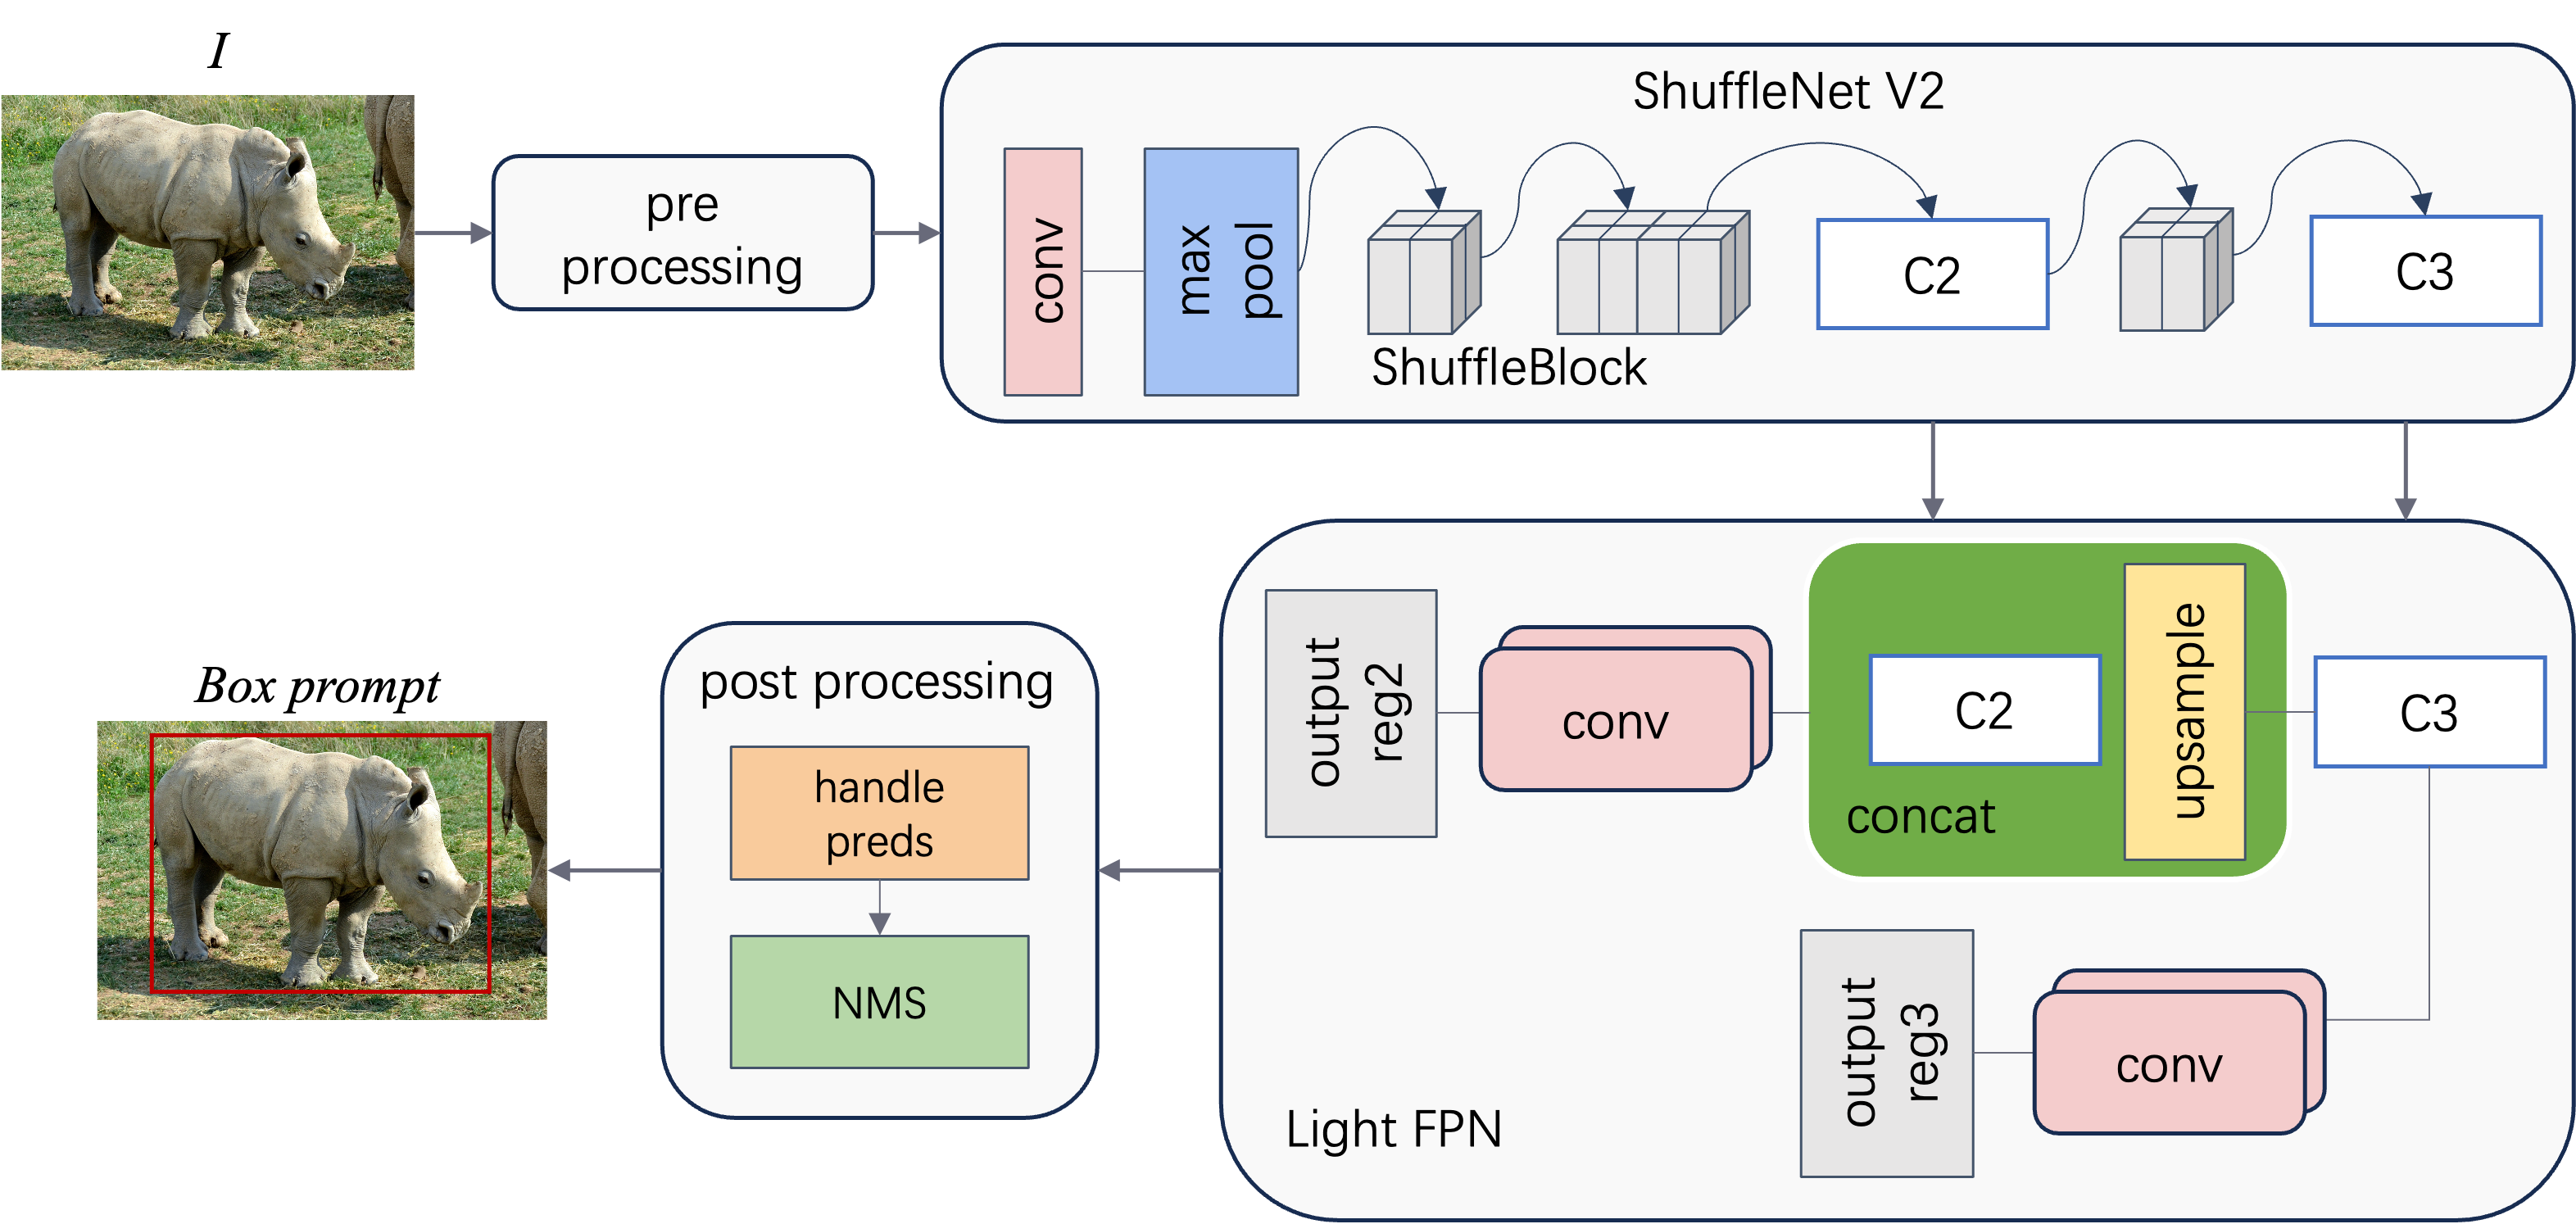 I
pre
processing
ShuffleNet V2
conv
max
pool
ShuffleBlock
C2
C3
output
reg2
conv
C2
concat
upsample
C3
output
reg3
conv
Light FPN
post processing
handle
preds
NMS
Box prompt